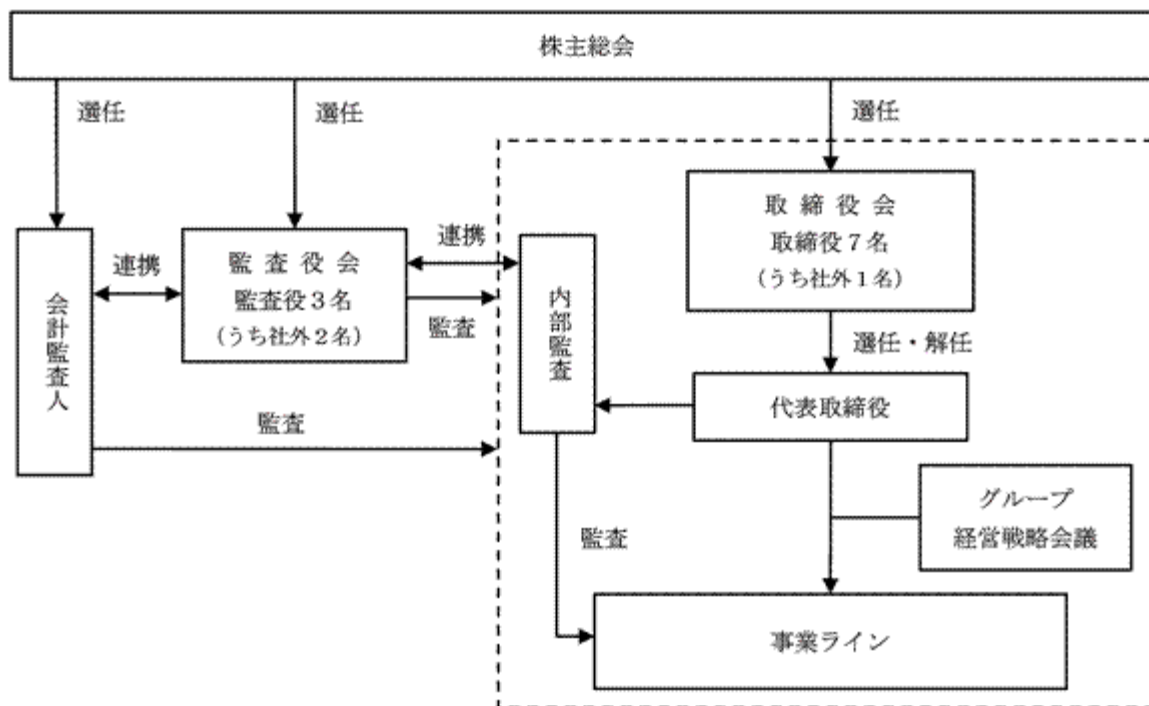 株主総会
選任
選任
選任
取締役会
取締役7名
（うち社外1名）
連携
監査役会
監査役3名
（うち社外2名）
連携
監査
会計監査人
内部監査
選任・解任
代表取締役
監査
グループ
経営戦略会議
監査
事業ライン